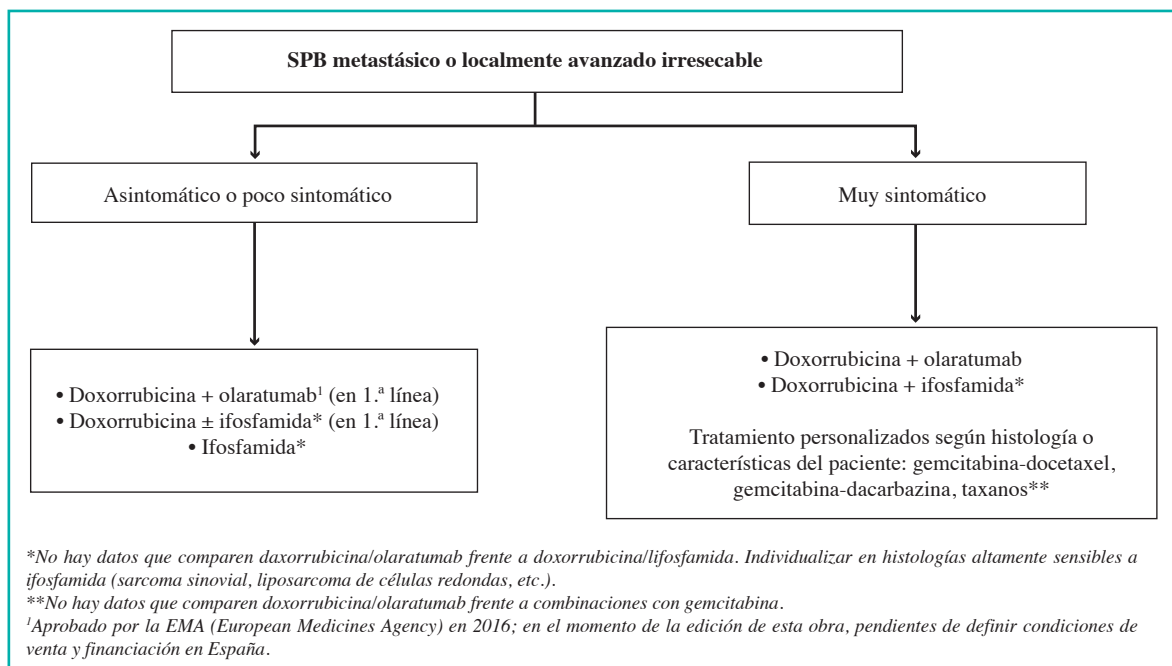 SPB metastásico o localmente avanzado irresecable
Asintomático o poco sintomático
Muy sintomático
• Doxorrubicina + olaratumab¹ (en 1.ª línea)
• Doxorrubicina ± ifosfamida* (en 1.ª línea)
• Ifosfamida*
• Doxorrubicina + olaratumab
• Doxorrubicina + ifosfamida*
Tratamiento personalizados según histología o
características del paciente: gemcitabina-docetaxel,
gemcitabina-dacarbazina, taxanos**
*No hay datos que comparen daxorrubicina/olaratumab frente a doxorrubicina/lifosfamida. Individualizar en histologías altamente sensibles a
ifosfamida (sarcoma sinovial, liposarcoma de células redondas, etc.).
**No hay datos que comparen doxorrubicina/olaratumab frente a combinaciones con gemcitabina.
¹Aprobado por la EMA (European Medicines Agency) en 2016; en el momento de la edición de esta obra, pendientes de definir condiciones de
venta y financiación en España.